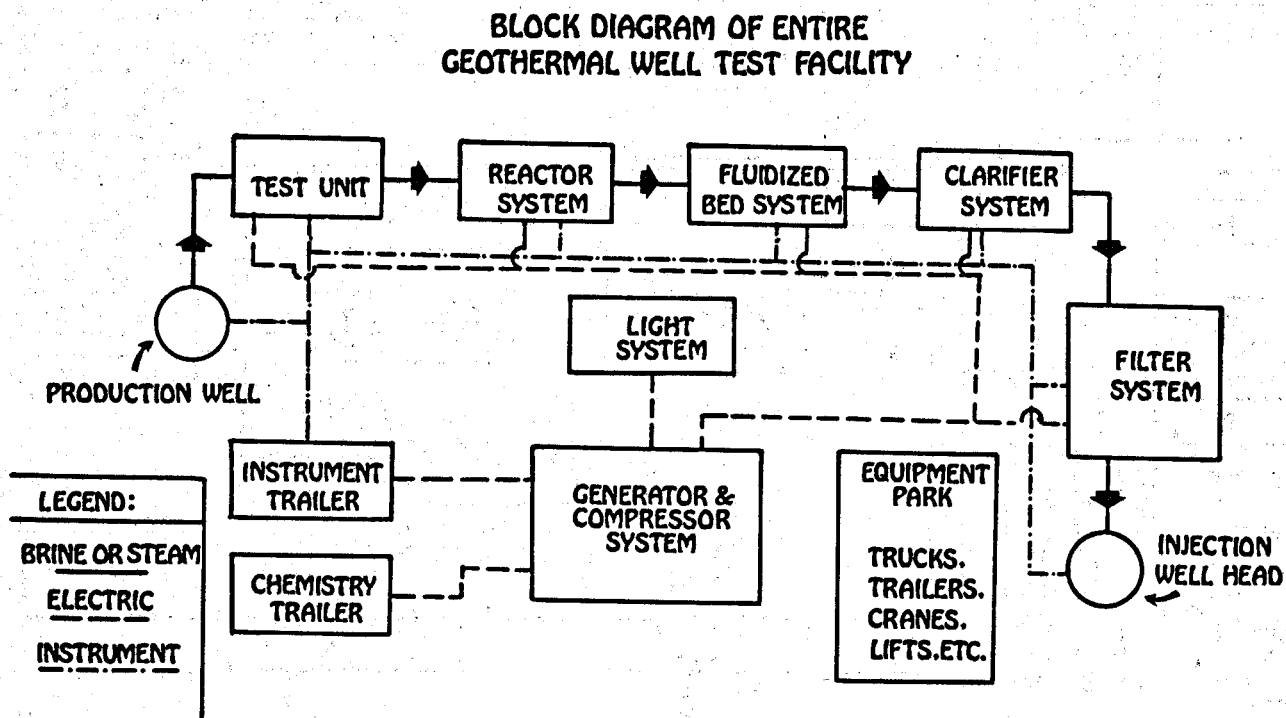 BLOCK DIAGRAM OF ENTIRE
GEOTHERMAL WELL TEST FACILITY
TEST UNIT
REACTOR
SYSTEM
FLUIDIZED
BED SYSTEM
CLARIFIER
SYSTEM
LIGHT
SYSTEM
FILTER
SYSTEM
PRODUCTION WELL
INSTRUMENT
TRAILER
GENERATOR &
COMPRESSOR
SYSTEM
EQUIPMENT
PARK
TRUCKS.
TRAILERS.
CRANES.
LIFTS.ETC.
INJECTION
WELL HEAD
CHEMISTRY
TRAILER
LEGEND:
BRINE OR STEAM
ELECTRIC
INSTRUMENT